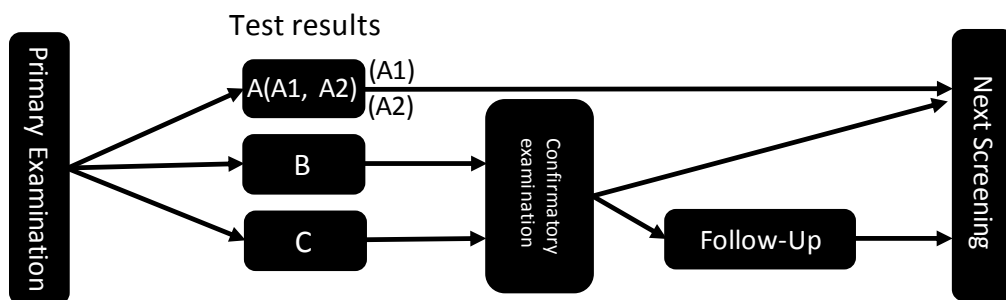 Test results
Primary Examination
A(A1, A2)
(A1)
(A2)
B
C
Confirmatory
examination
Follow-Up
Next Screening